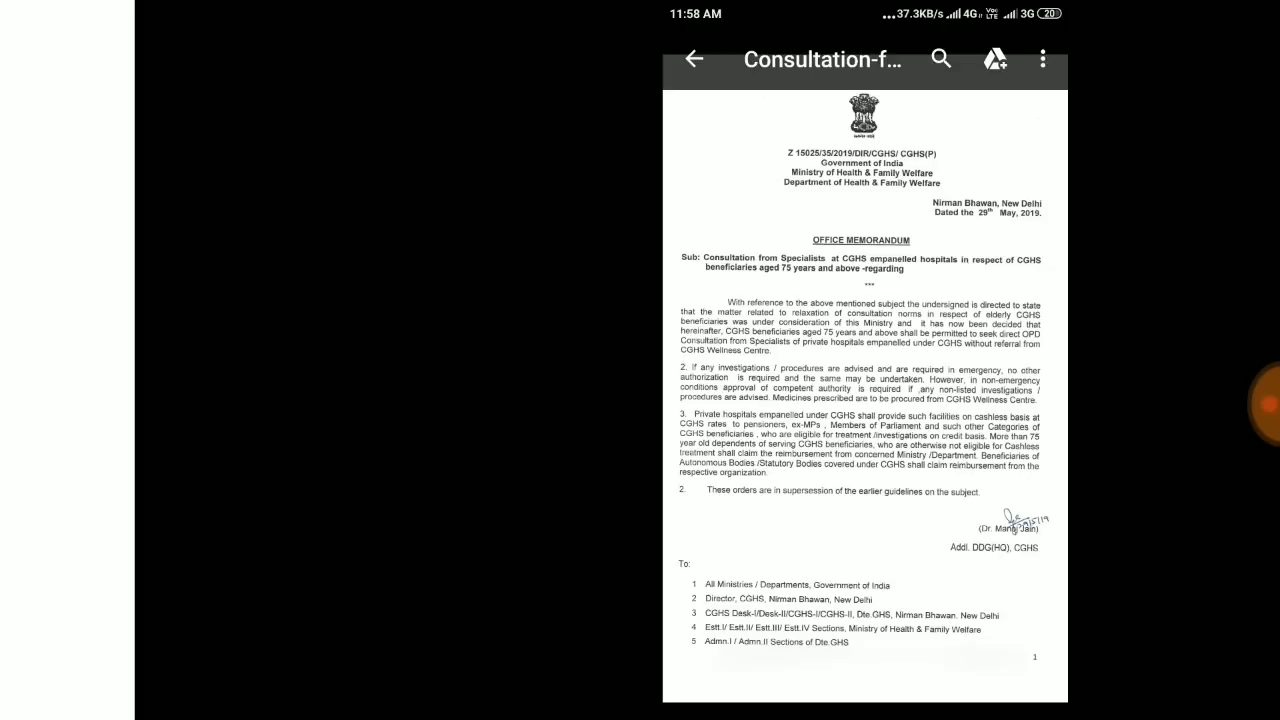 11:58 AM
...37.3KB/s 4G Vo LTE 3G 20
Consultation-f...
Z 15025/35/2019/DIR/CGHS/ CGHS(P)
Government of India
Ministry of Health & Family Welfare
Department of Health & Family Welfare
Nirman Bhawan, New Delhi
Dated the 29th May, 2019.
OFFICE MEMORANDUM
Sub: Consultation from Specialists at CGHS empanelled hospitals in respect of CGHS
beneficiaries aged 75 years and above -regarding
***
With reference to the above mentioned subject the undersigned is directed to state
that the matter related to relaxation of consultation norms in respect of elderly CGHS
beneficiaries was under consideration of this Ministry and it has now been decided that
hereinafter, CGHS beneficiaries aged 75 years and above shall be permitted to seek direct OPD
Consultation from Specialists of private hospitals empanelled under CGHS without referral from
CGHS Wellness Centre.
2. If any investigations / procedures are advised and are required in emergency, no other
authorization is required and the same may be undertaken. However, in non-emergency
conditions approval of competent authority is required if ,any non-listed investigations /
procedures are advised. Medicines prescribed are to be procured from CGHS Wellness Centre.
3. Private hospitals empanelled under CGHS shall provide such facilities on cashless basis at
CGHS rates to pensioners, ex-MPs , Members of Parliament and such other Categories of
CGHS beneficiaries , who are eligible for treatment /investigations on credit basis. More than 75
year old dependents of serving CGHS beneficiaries, who are otherwise not eligible for Cashless
treatment shall claim the reimbursement from concerned Ministry /Department. Beneficiaries of
Autonomous Bodies /Statutory Bodies covered under CGHS shall claim reimbursement from the
respective organization.
2. These orders are in supersession of the earlier guidelines on the subject.
(Dr. Manoj Jain)
Addl. DDG(HQ), CGHS
To:
1 All Ministries / Departments, Government of India
2 Director, CGHS, Nirman Bhawan, New Delhi
3 CGHS Desk-I/Desk-II/CGHS-I/CGHS-II, Dte.GHS, Nirman Bhawan. New Delhi
4 Estt.I/ Estt.II/ Estt.III/ Estt.IV Sections, Ministry of Health & Family Welfare
5 Admn.I / Admn.II Sections of Dte.GHS
1